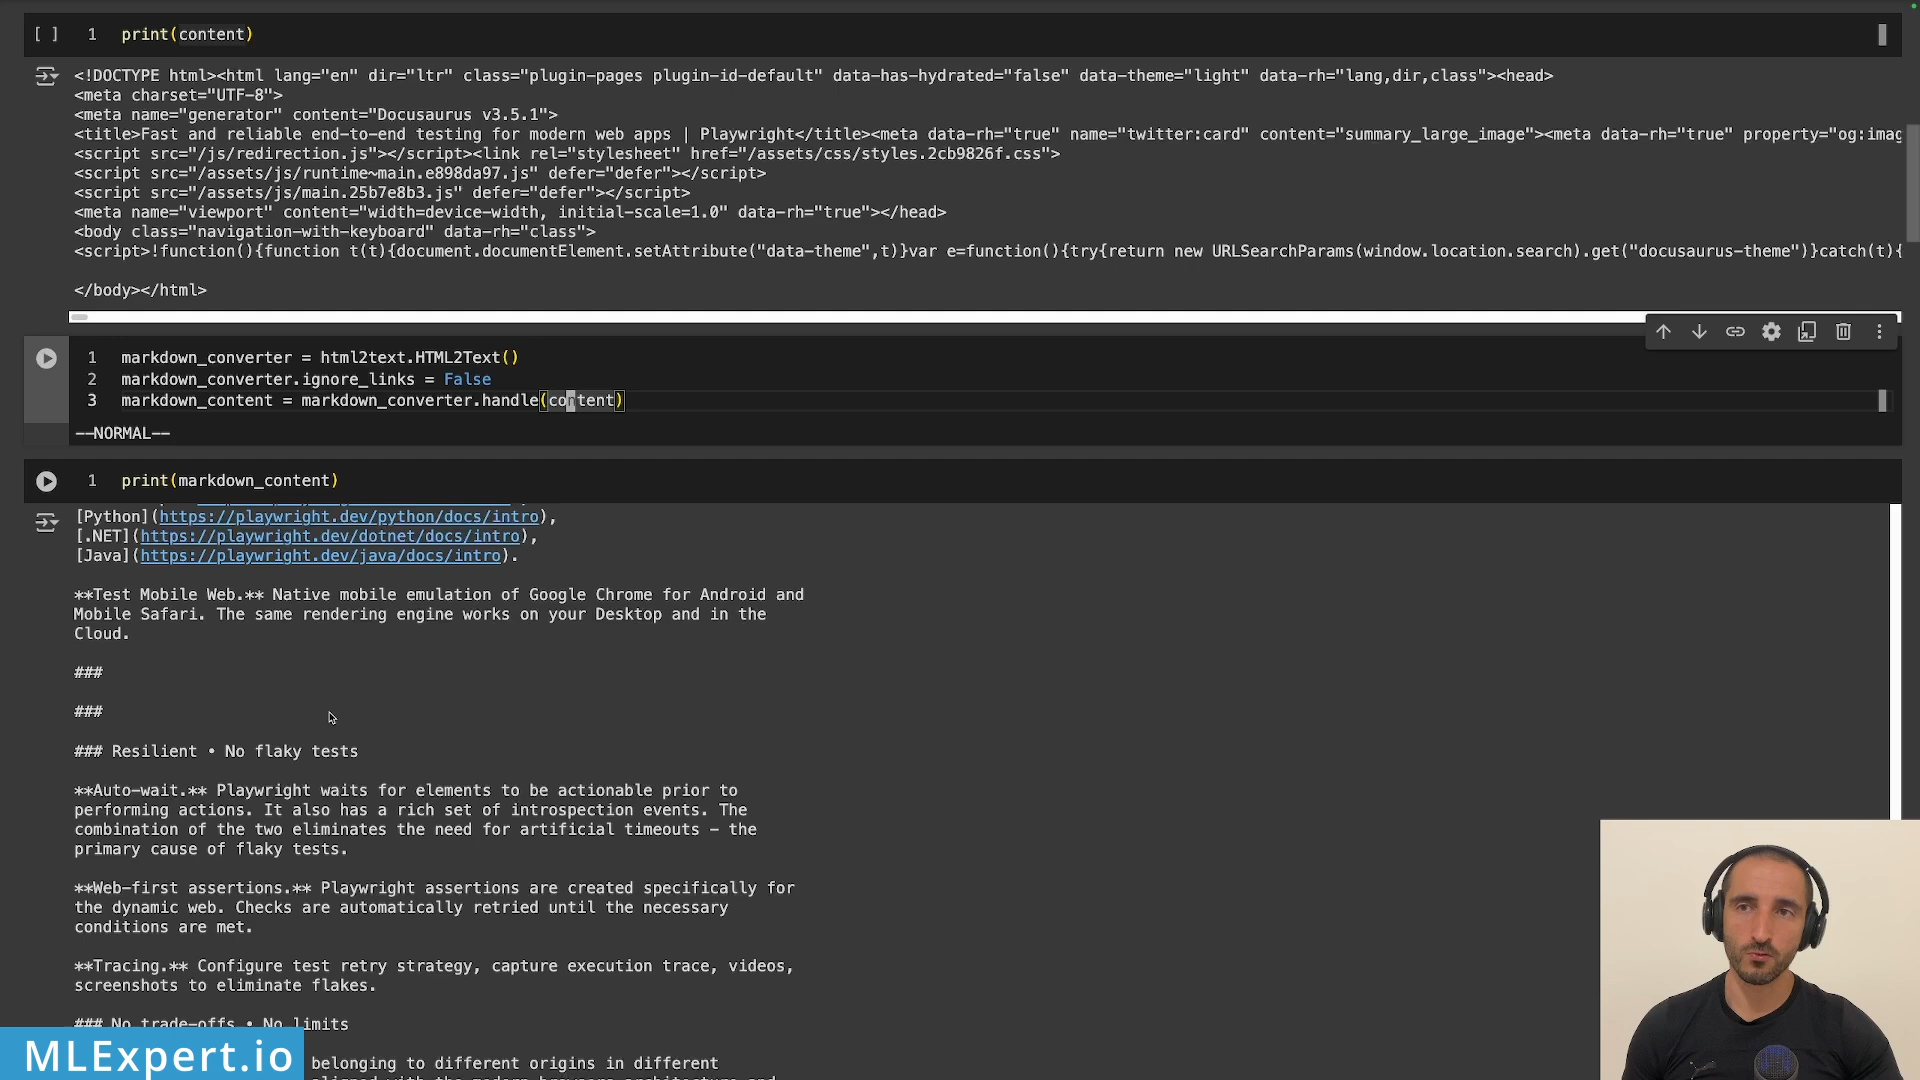 [ ] 1 print(content)
<!DOCTYPE html><html lang="en" dir="ltr" class="plugin-pages plugin-id-default" data-has-hydrated="false" data-theme="light" data-rh="lang,dir,class"><head>
<meta charset="UTF-8">
<meta name="generator" content="Docusaurus v3.5.1">
<title>Fast and reliable end-to-end testing for modern web apps | Playwright</title><meta data-rh="true" name="twitter:card" content="summary_large_image"><meta data-rh="true" property="og:imag
<script src="/js/redirection.js"></script><link rel="stylesheet" href="/assets/css/styles.2cb9826f.css">
<script src="/assets/js/runtime~main.e898da97.js" defer="defer"></script>
<script src="/assets/js/main.25b7e8b3.js" defer="defer"></script>
<meta name="viewport" content="width=device-width, initial-scale=1.0" data-rh="true"></head>
<body class="navigation-with-keyboard" data-rh="class">
<script>!function(){function t(t){document.documentElement.setAttribute("data-theme",t)}var e=function(){try{return new URLSearchParams(window.location.search).get("docusaurus-theme")}catch(t){
</body></html>
1 markdown_converter = html2text.HTML2Text()
2 markdown_converter.ignore_links = False
3 markdown_content = markdown_converter.handle(content)
--NORMAL--
1 print(markdown_content)
[Python](https://playwright.dev/python/docs/intro),
[.NET](https://playwright.dev/dotnet/docs/intro),
[Java](https://playwright.dev/java/docs/intro).
**Test Mobile Web.** Native mobile emulation of Google Chrome for Android and
Mobile Safari. The same rendering engine works on your Desktop and in the
Cloud.
###
###
### Resilient • No flaky tests
**Auto-wait.** Playwright waits for elements to be actionable prior to
performing actions. It also has a rich set of introspection events. The
combination of the two eliminates the need for artificial timeouts - the
primary cause of flaky tests.
**Web-first assertions.** Playwright assertions are created specifically for
the dynamic web. Checks are automatically retried until the necessary
conditions are met.
**Tracing.** Configure test retry strategy, capture execution trace, videos,
screenshots to eliminate flakes.
### No trade-offs • No limits
belonging to different origins in different
MLExpert.io